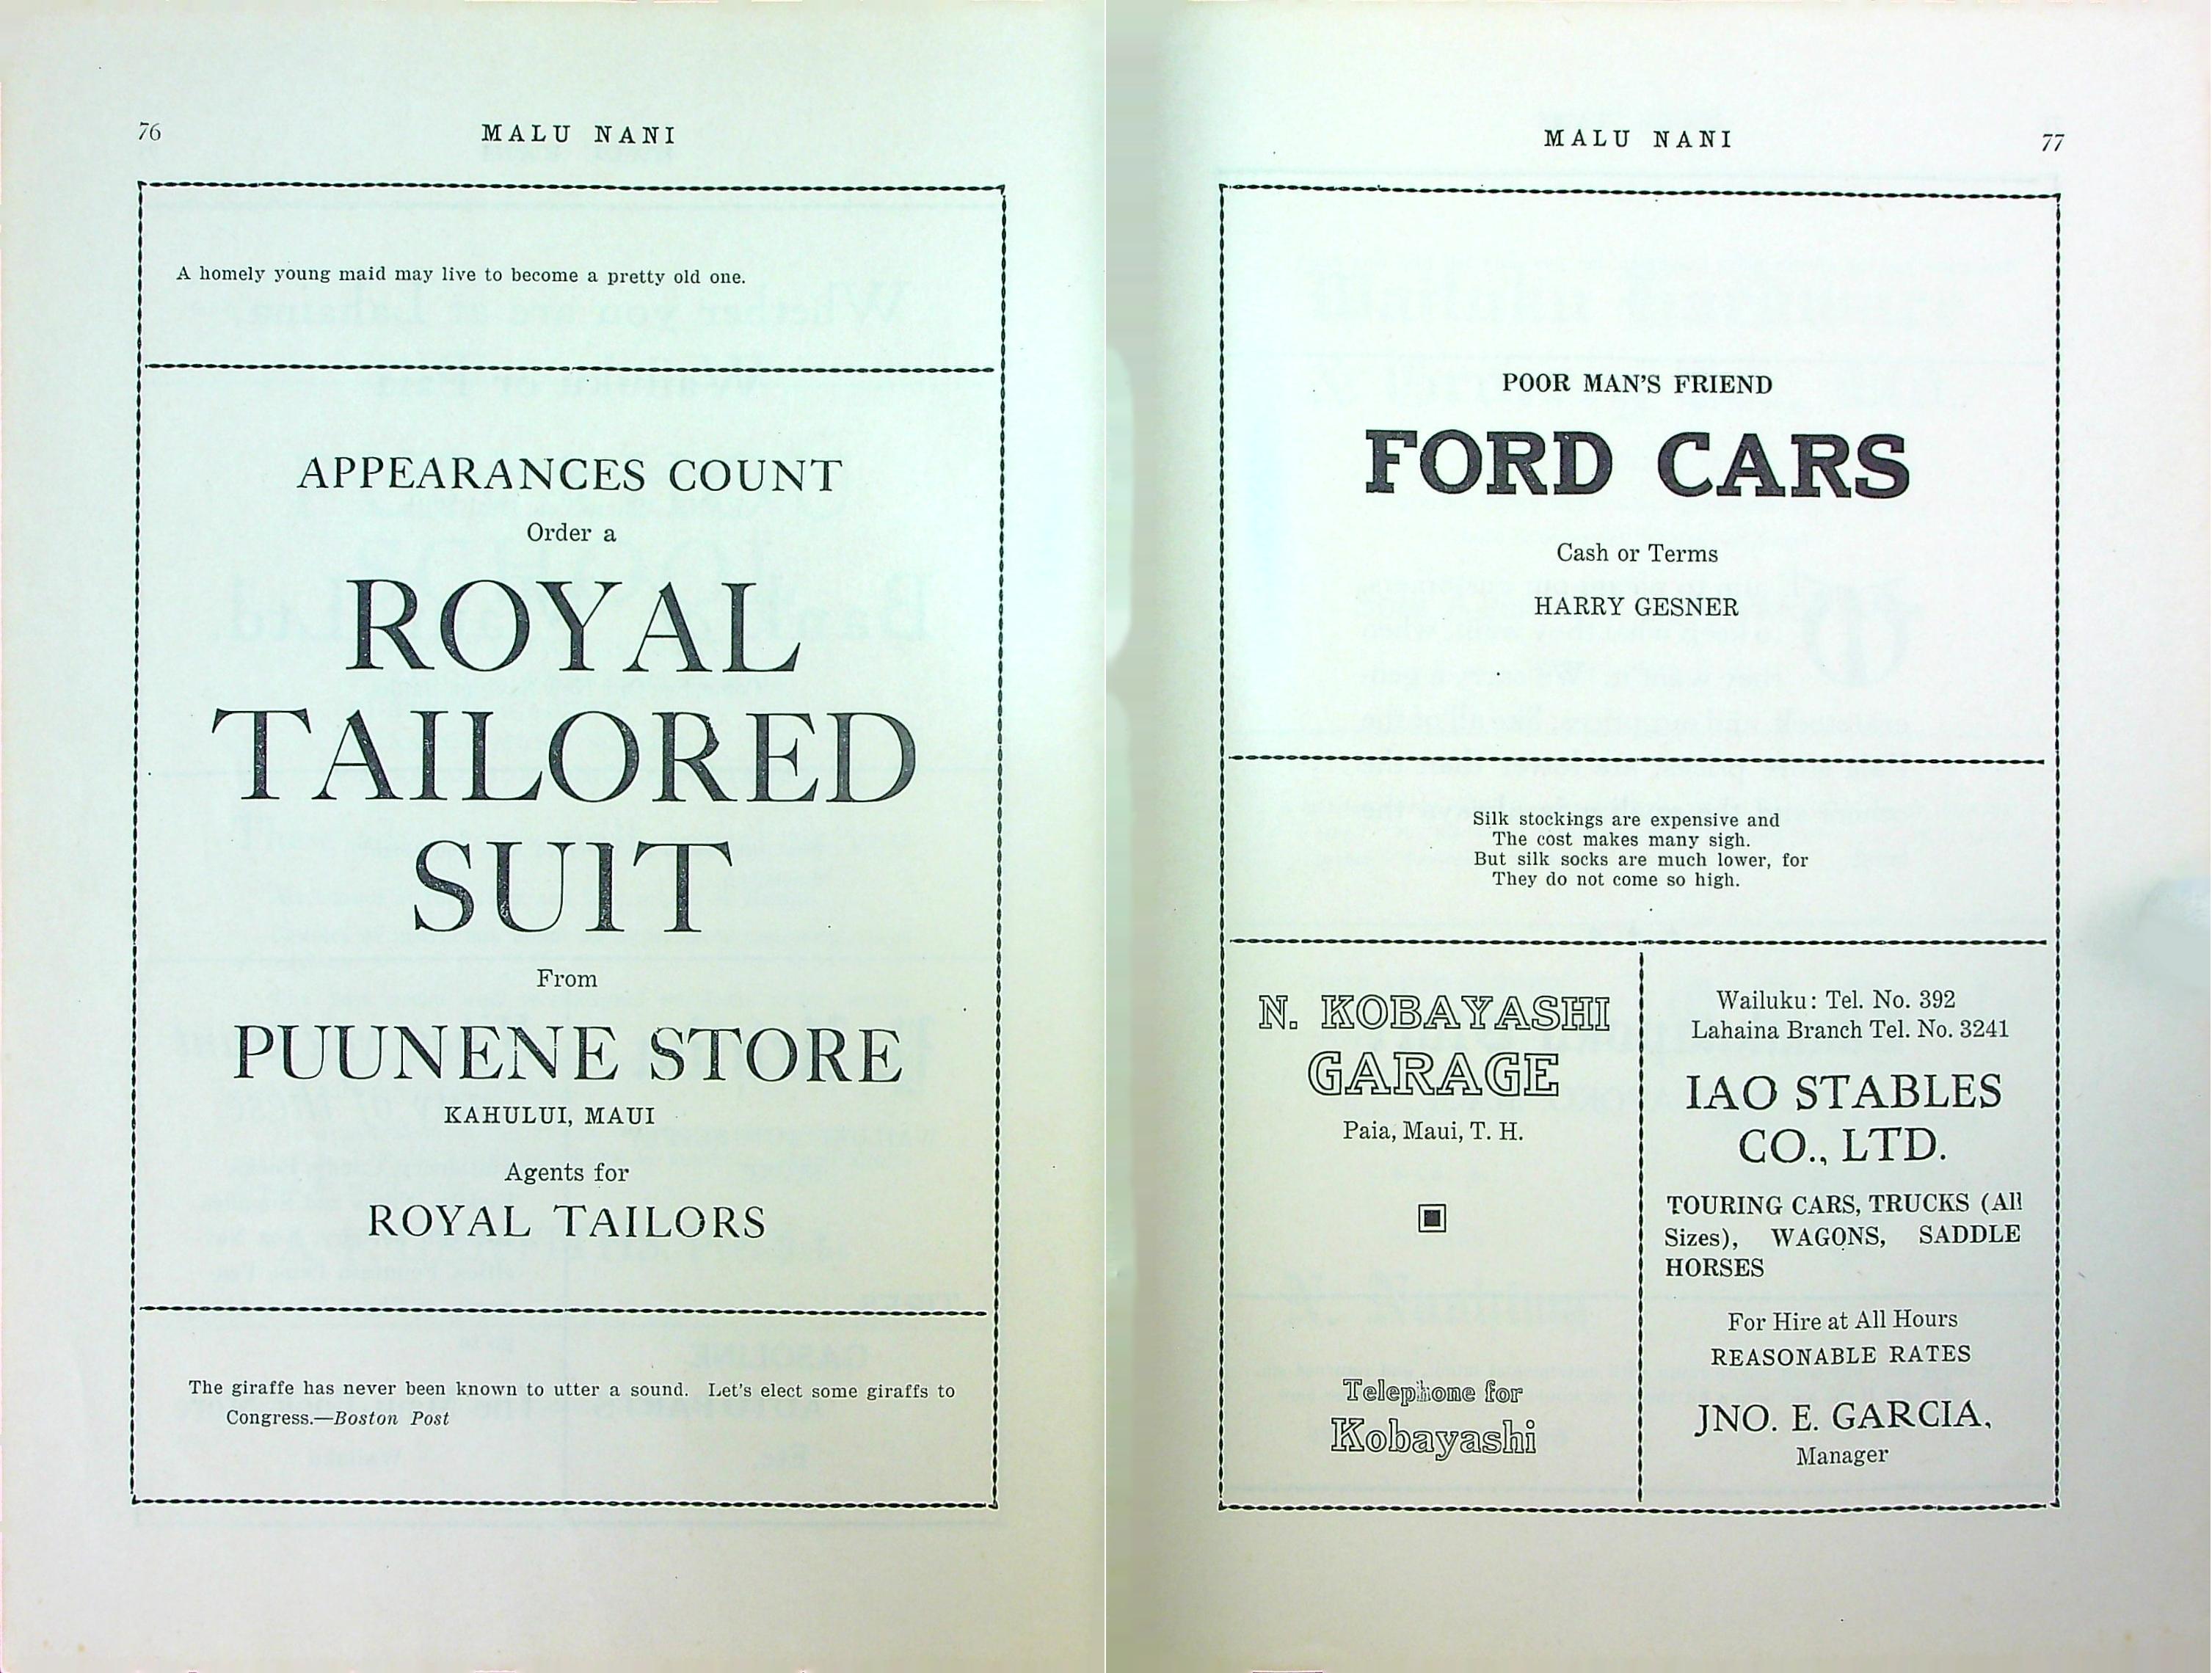 76
MALU NANI
A homely young maid may live to become a pretty old one.
APPEARANCES COUNT
Order a
ROYAL
TAILORED
SUIT
From
PUUNENE STORE
KAHULUI, MAUI
Agents for
ROYAL TAILORS
The giraffe has never been known to utter a sound. Let's elect some giraffs to
Congress.—Boston Post
MALU NANI
77
POOR MAN'S FRIEND
FORD CARS
Cash or Terms
HARRY GESNER
Silk stockings are expensive and
The cost makes many sigh.
But silk socks are much lower, for
They do not come so high.
N. KOBAYASHI
GARAGE
Paia, Maui, T. H.
Telephone for
Kobayashi
Wailuku: Tel. No. 392
Lahaina Branch Tel. No. 3241
IAO STABLES
CO., LTD.
TOURING CARS, TRUCKS (All
Sizes), WAGONS, SADDLE
HORSES
For Hire at All Hours
REASONABLE RATES
JNO. E. GARCIA,
Manager